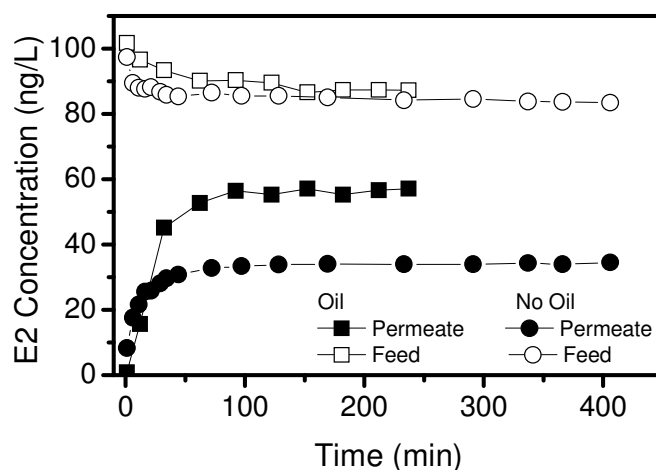 E2 Concentration (ng/L)
100
80
60
40
20
0
Oil No Oil
Permeate Permeate
Feed Feed
0 100 200 300 400
Time (min)